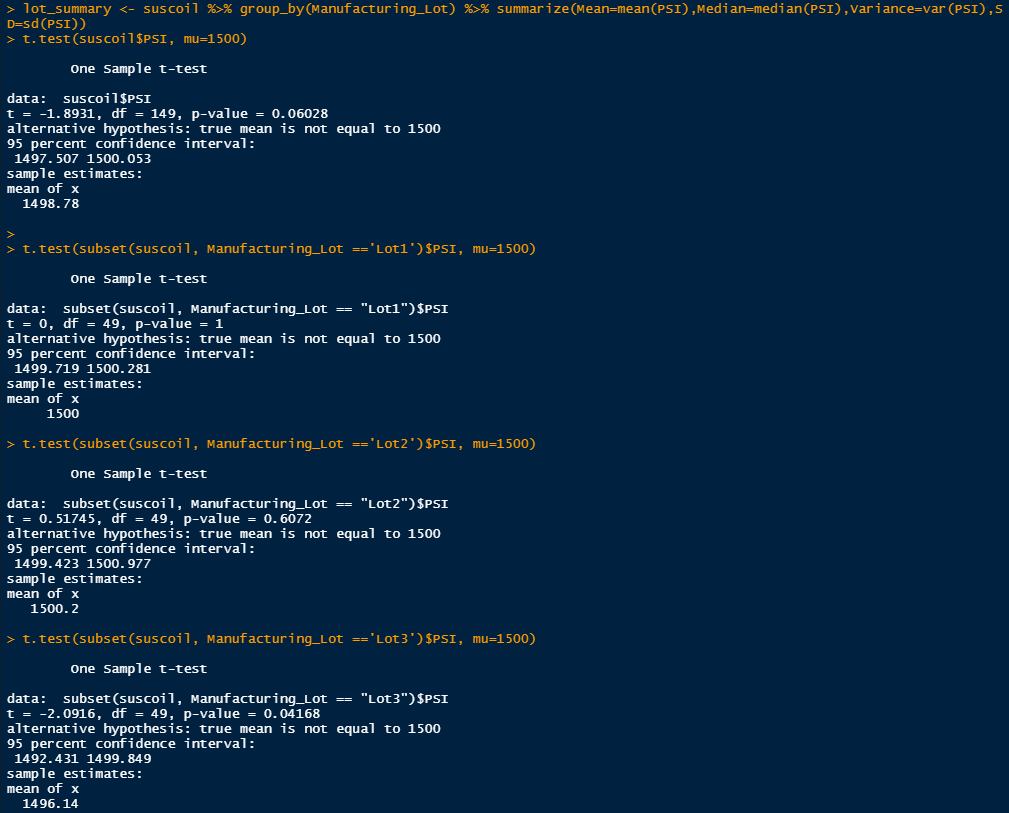 > lot_summary <- suscoil %>% group_by(Manufacturing_Lot) %>% summarize(Mean=mean(PSI),Median=median(PSI),Variance=var(PSI),S
D=sd(PSI))
> t.test(suscoil$PSI, mu=1500)
One Sample t-test
data:  suscoil$PSI
t = -1.8931, df = 149, p-value = 0.06028
alternative hypothesis: true mean is not equal to 1500
95 percent confidence interval:
1497.507 1500.053
sample estimates:
mean of x
1498.78
>
> t.test(subset(suscoil, Manufacturing_Lot =='Lot1')$PSI, mu=1500)
One Sample t-test
data:  subset(suscoil, Manufacturing_Lot == "Lot1")$PSI
t = 0, df = 49, p-value = 1
alternative hypothesis: true mean is not equal to 1500
95 percent confidence interval:
1499.719 1500.281
sample estimates:
mean of x
1500
> t.test(subset(suscoil, Manufacturing_Lot =='Lot2')$PSI, mu=1500)
One Sample t-test
data:  subset(suscoil, Manufacturing_Lot == "Lot2")$PSI
t = 0.51745, df = 49, p-value = 0.6072
alternative hypothesis: true mean is not equal to 1500
95 percent confidence interval:
1499.423 1500.977
sample estimates:
mean of x
1500.2
> t.test(subset(suscoil, Manufacturing_Lot =='Lot3')$PSI, mu=1500)
One Sample t-test
data:  subset(suscoil, Manufacturing_Lot == "Lot3")$PSI
t = -2.0916, df = 49, p-value = 0.04168
alternative hypothesis: true mean is not equal to 1500
95 percent confidence interval:
1492.431 1499.849
sample estimates:
mean of x
1496.14